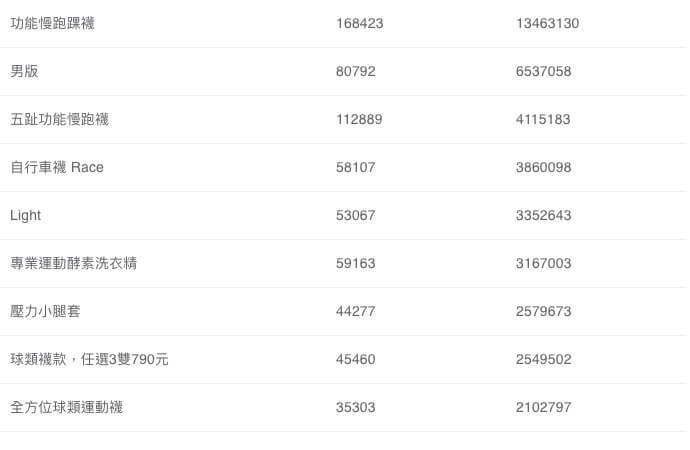 功能慢跑踝襪 168423 13463130
男版 80792 6537058
五趾功能慢跑襪 112889 4115183
自行車襪 Race 58107 3860098
Light 53067 3352643
專業運動酵素洗衣精 59163 3167003
壓力小腿套 44277 2579673
球類襪款，任選3雙790元 45460 2549502
全方位球類運動襪 35303 2102797